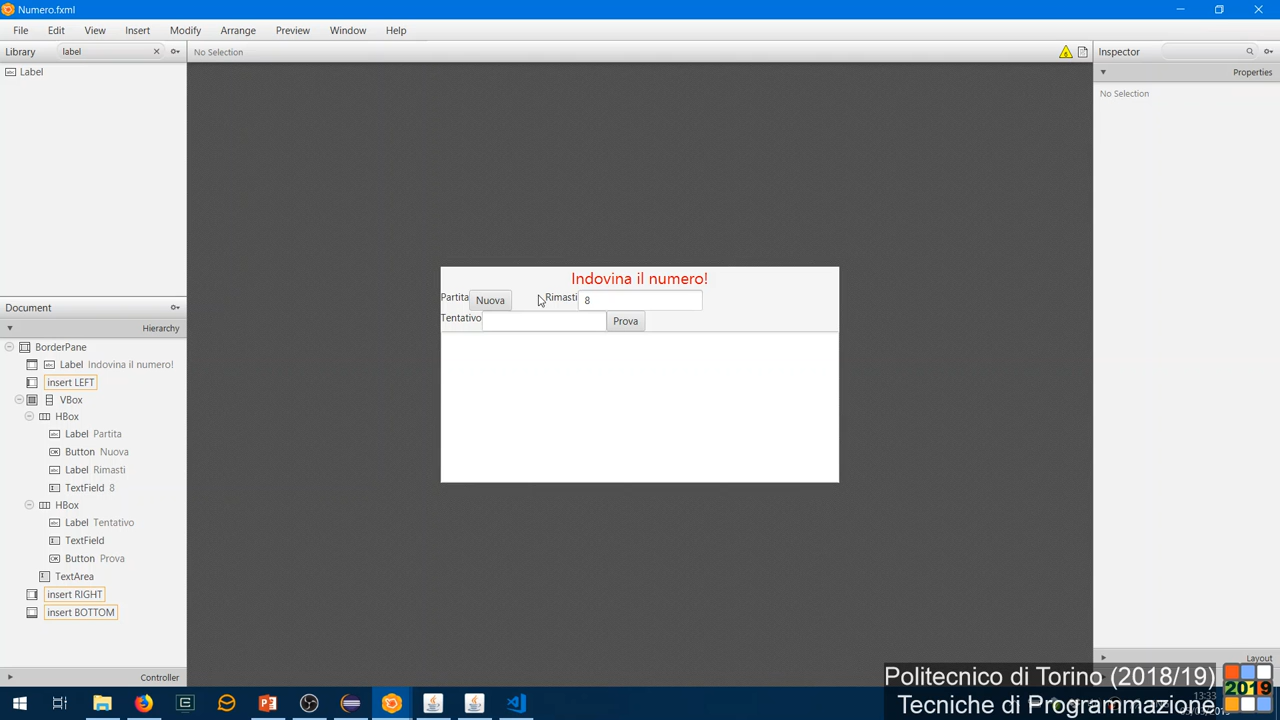 Numero.fxml
File Edit View Insert Modify Arrange Preview Window Help
Library label No Selection Inspector
Label Properties
No Selection
Indovina il numero!
Partita Nuova Rimasti 8
Tentativo Prova
Document
Hierarchy
BorderPane
Label Indovina il numero!
insert LEFT
VBox
HBox
Label Partita
Button Nuova
Label Rimasti
TextField 8
HBox
Label Tentativo
TextField
Button Prova
TextArea
insert RIGHT
insert BOTTOM
Layout
Controller
Politecnico di Torino (2018/19)
Tecniche di Programmazione
2019
13:33